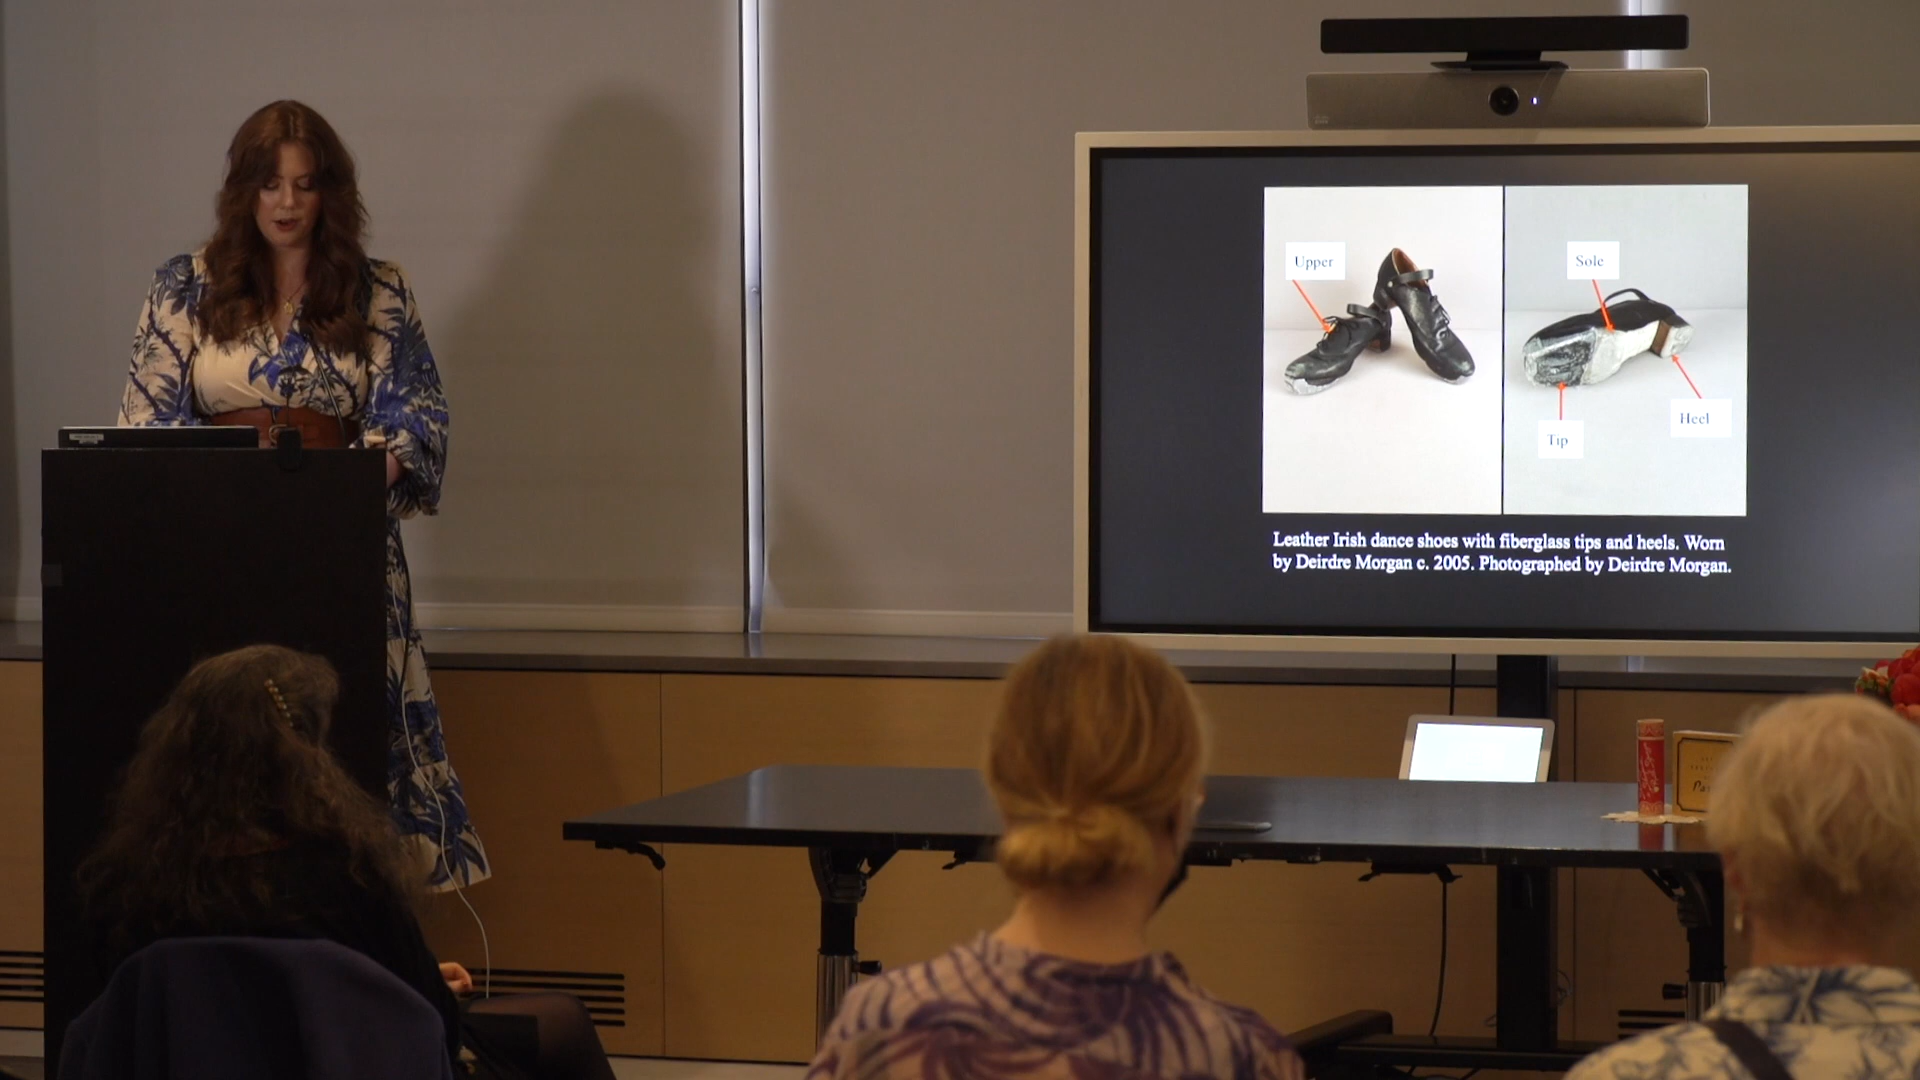 Upper
Sole
Tip
Heel
Leather Irish dance shoes with fiberglass tips and heels. Worn
by Deirdre Morgan c. 2005. Photographed by Deirdre Morgan.